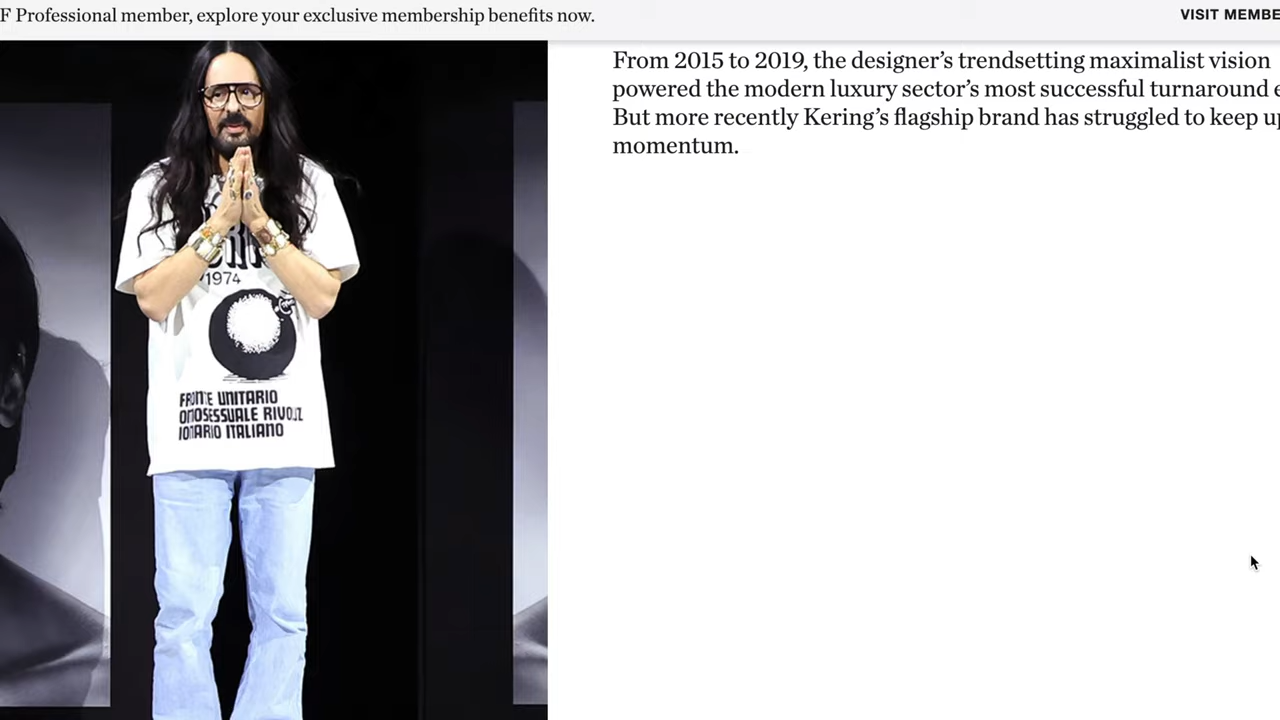 F Professional member, explore your exclusive membership benefits now.
VISIT MEMBE
From 2015 to 2019, the designer’s trendsetting maximalist vision
powered the modern luxury sector’s most successful turnaround e
But more recently Kering’s flagship brand has struggled to keep up
momentum.
1974
FRONTE UNITARIO
OMOSESSUALE RIVOLUZ
IONARIO ITALIANO